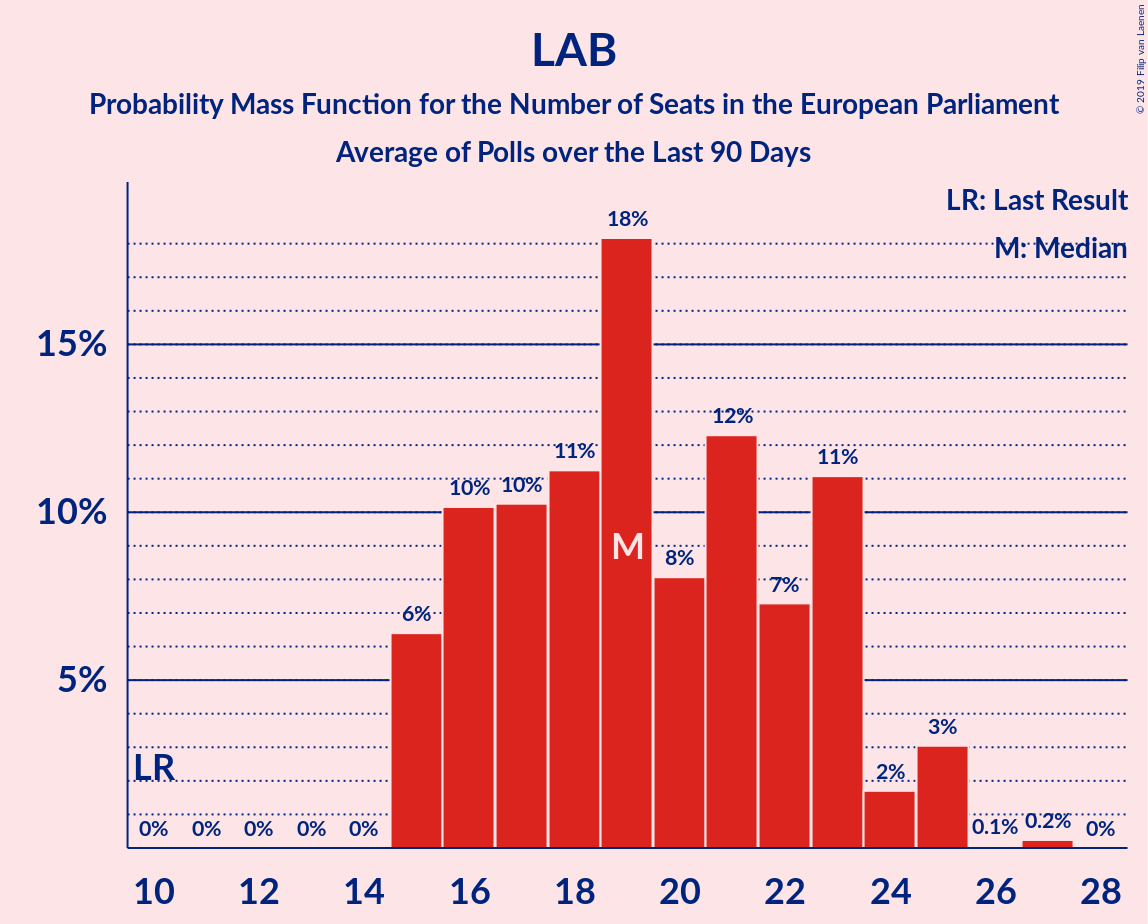 © 2019 Filip van Laenen
LAB
Probability Mass Function for the Number of Seats in the European Parliament
Average of Polls over the Last 90 Days
LR: Last Result
M: Median
15%
10%
5%
LR
M
0%
0%
0%
0%
0%
6%
10%
10%
11%
18%
8%
12%
7%
11%
2%
3%
0.1%
0.2%
0%
10 12 14 16 18 20 22 24 26 28